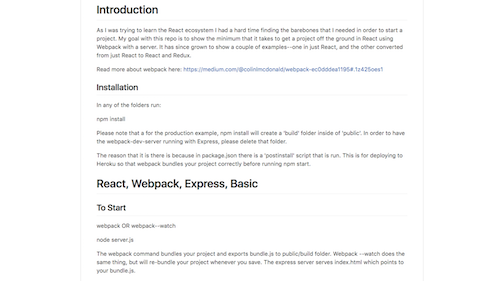 Introduction
As I was trying to learn the React ecosystem I had a hard time finding the barebones that I needed in order to start a
project. My goal with this repo is to show the minimum that it takes to get a project off the ground in React using
Webpack with a server. It has since grown to show a couple of examples--one in just React, and the other converted
from just React to React and Redux.
Read more about webpack here: https://medium.com/@colinlmcdonald/webpack-ec0dddea1195#.1z425oes1
Installation
In any of the folders run:
npm install
Please note that a for the production example, npm install will create a 'build' folder inside of 'public'. In order to have
the webpack-dev-server running with Express, please delete that folder.
The reason that it is there is because in package.json there is a 'postinstall' script that is run. This is for deploying to
Heroku so that webpack bundles your project correctly before running npm start.
React, Webpack, Express, Basic
To Start
webpack OR webpack--watch
node server.js
The webpack command bundles your project and exports bundle.js to public/build folder. Webpack --watch does the
same thing, but will re-bundle your project whenever you save. The express server serves index.html which points to
your bundle.js.